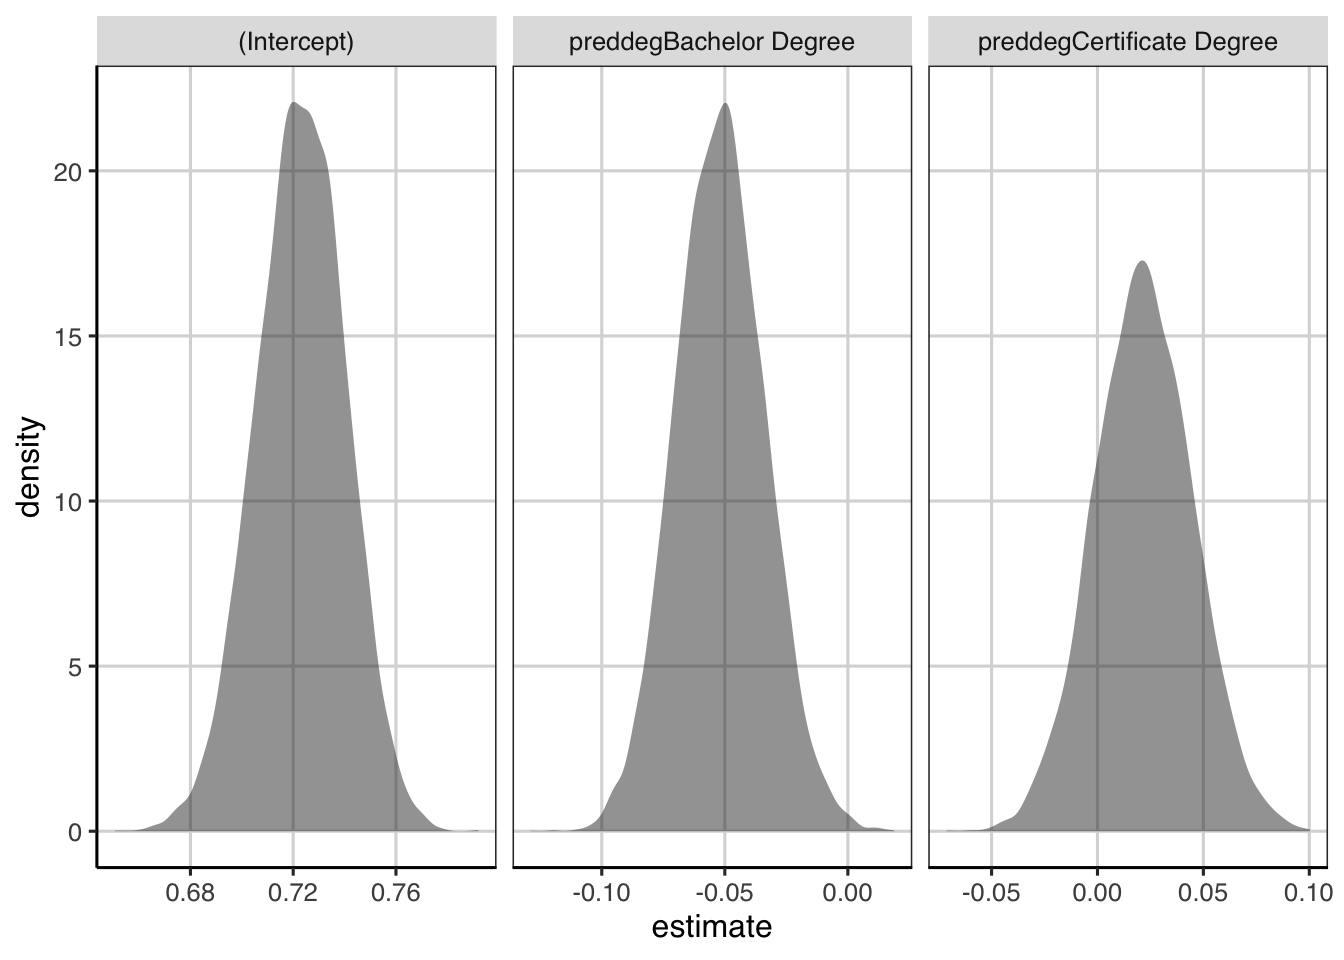 (Intercept) preddegBachelor Degree preddegCertificate Degree
density
20
15
10
5
0
0.68 0.72 0.76 -0.10 -0.05 0.00 -0.05 0.00 0.05 0.10
estimate